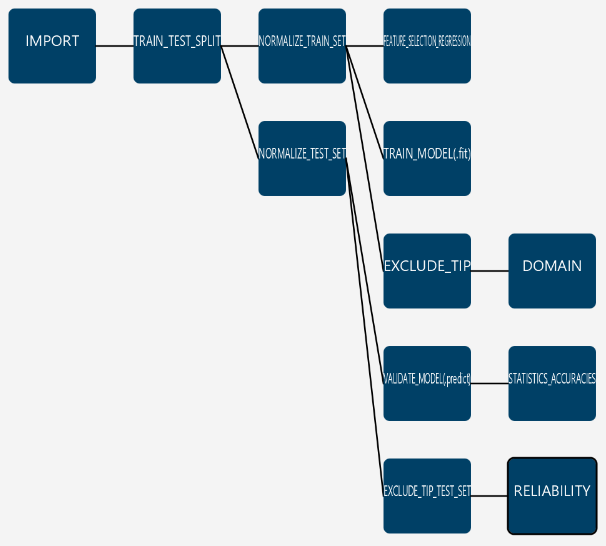 IMPORT
TRAIN_TEST_SPLIT
NORMALIZE_TRAIN_SET
FEATURE_SELECTION_REGRESSION
NORMALIZE_TEST_SET
TRAIN_MODEL(.fit)
EXCLUDE_TIP
DOMAIN
VALIDATE_MODEL(.predict)
STATISTICS_ACCURACIES
EXCLUDE_TIP_TEST_SET
RELIABILITY